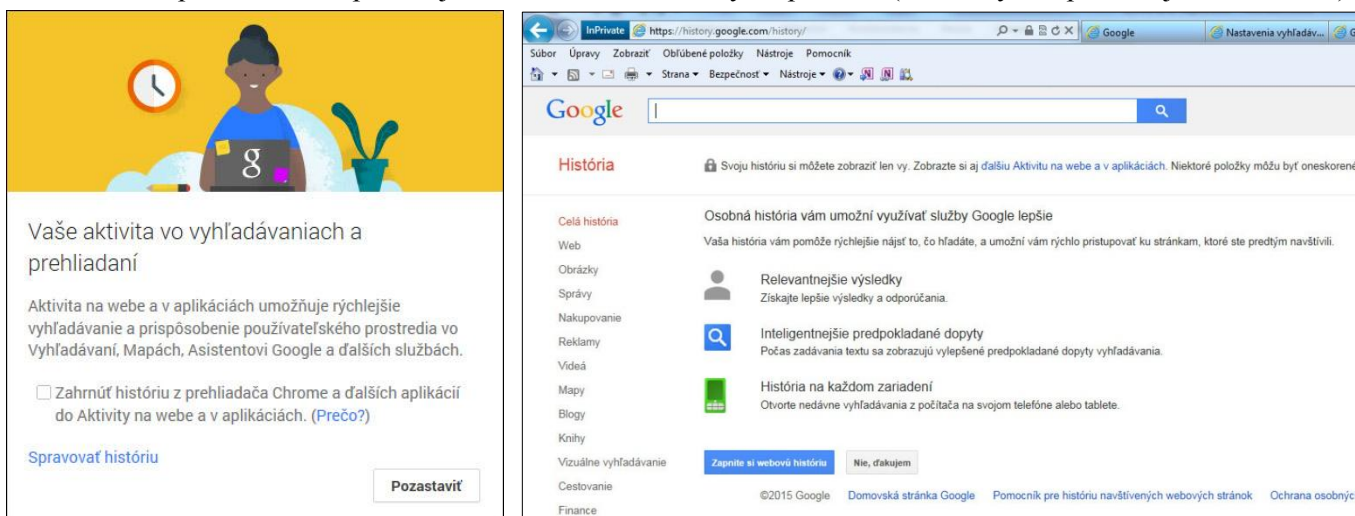 g
Vaše aktivita vo vyhľadávaniach a
prehliadaní
Aktivita na webe a v aplikáciách umožňuje rýchlejšie
vyhľadávanie a prispôsobenie používateľského prostredia vo
Vyhľadávaní, Mapách, Asistentovi Google a ďalších službách.
Zahrnúť históriu z prehliadača Chrome a ďalších aplikácií
do Aktivity na webe a v aplikáciách. (Prečo?)
Spravovať históriu
Pozastaviť
InPrivate https://history.google.com/history/ Google Nastavenia vyhľadáv... G
Súbor Úpravy Zobraziť Obľúbené položky Nástroje Pomocník
Strana Bezpečnosť Nástroje
Google
História Svoju históriu si môžete zobraziť len vy. Zobrazte si aj ďalšiu Aktivitu na webe a v aplikáciách. Niektoré položky môžu byť oneskorené
Celá história
Web
Obrázky
Správy
Nakupovanie
Reklamy
Videá
Mapy
Blogy
Knihy
Vizuálne vyhľadávanie
Cestovanie
Finance
Osobná história vám umožní využívať služby Google lepšie
Vaša história vám pomôže rýchlejšie nájsť to, čo hľadáte, a umožní vám rýchlo pristupovať ku stránkam, ktoré ste predtým navštívili.
Relevantnejšie výsledky
Získajte lepšie výsledky a odporúčania.
Inteligentnejšie predpokladané dopyty
Počas zadávania textu sa zobrazujú vylepšené predpokladané dopyty vyhľadávania.
História na každom zariadení
Otvorte nedávne vyhľadávania z počítača na svojom telefóne alebo tablete.
Zapnite si webovú históriu Nie, ďakujem
©2015 Google Domovská stránka Google Pomocník pre históriu navštívených webových stránok Ochrana osobnýc